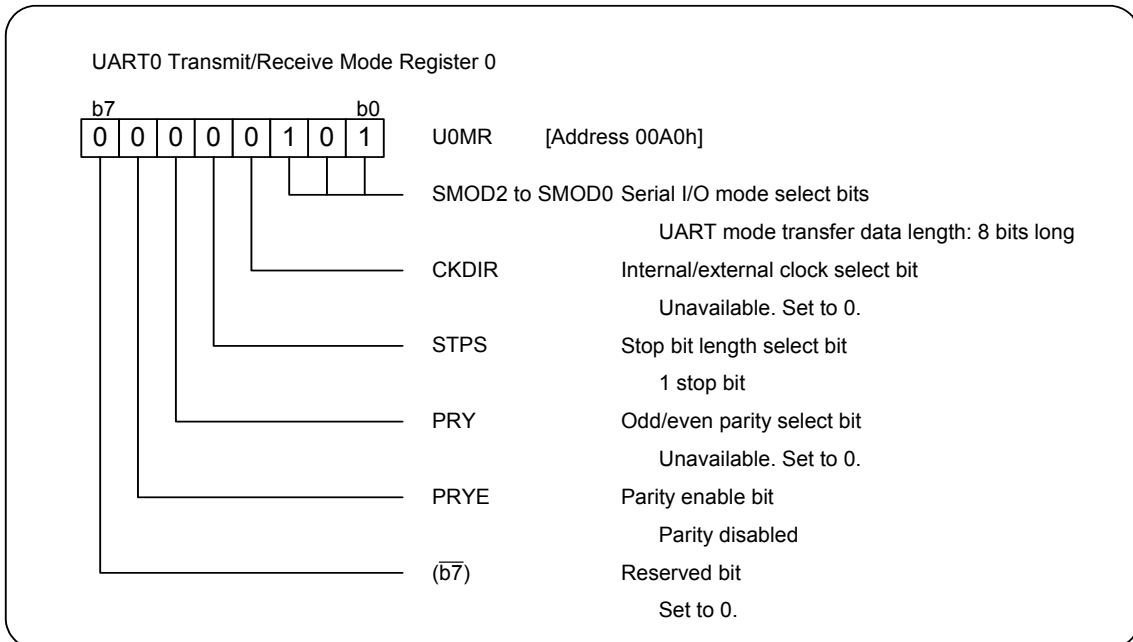 UART0 Transmit/Receive Mode Register 0
b7 b0
0 0 0 0 0 1 0 1 U0MR [Address 00A0h]
SMOD2 to SMOD0 Serial I/O mode select bits
UART mode transfer data length: 8 bits long
CKDIR Internal/external clock select bit
Unavailable. Set to 0.
STPS Stop bit length select bit
1 stop bit
PRY Odd/even parity select bit
Unavailable. Set to 0.
PRYE Parity enable bit
Parity disabled
(b7) Reserved bit
Set to 0.